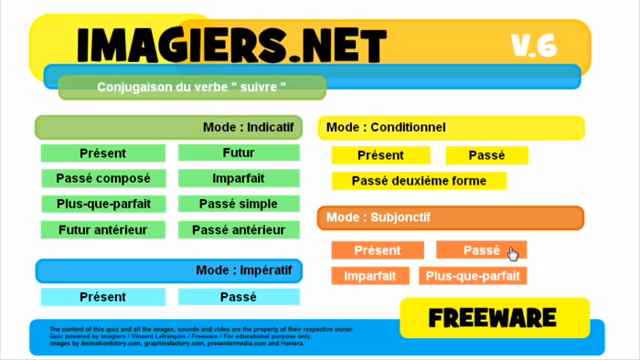 IMAGIERS.NET
V.6
Conjugaison du verbe " suivre "
Mode : Indicatif
Présent
Futur
Passé composé
Imparfait
Plus-que-parfait
Passé simple
Futur antérieur
Passé antérieur
Mode : Impératif
Présent
Passé
Mode : Conditionnel
Présent
Passé
Passé deuxième forme
Mode : Subjonctif
Présent
Passé
Imparfait
Plus-que-parfait
FREEWARE
The content of this quiz and all the images, sounds and video are the property of their respective owner.
Quiz powered by Imagiers / Vincent Lefrançois / Freeware / For educational purpose only.
Images by Animationfactory.com, graphicsfactory.com, presentermedia.com and Hemera.